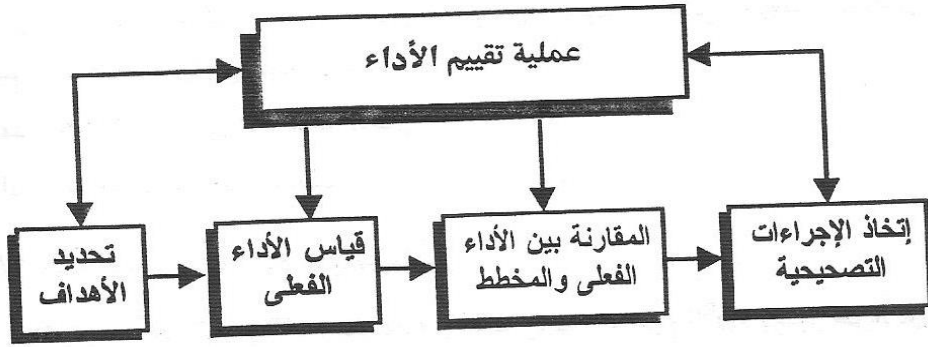 عملية تقييم الأداء
تحديد
الأهداف
قياس الأداء
الفعلى
المقارنة بين الأداء
الفعلى والمخطط
إتخاذ الإجراءات
التصحيحية